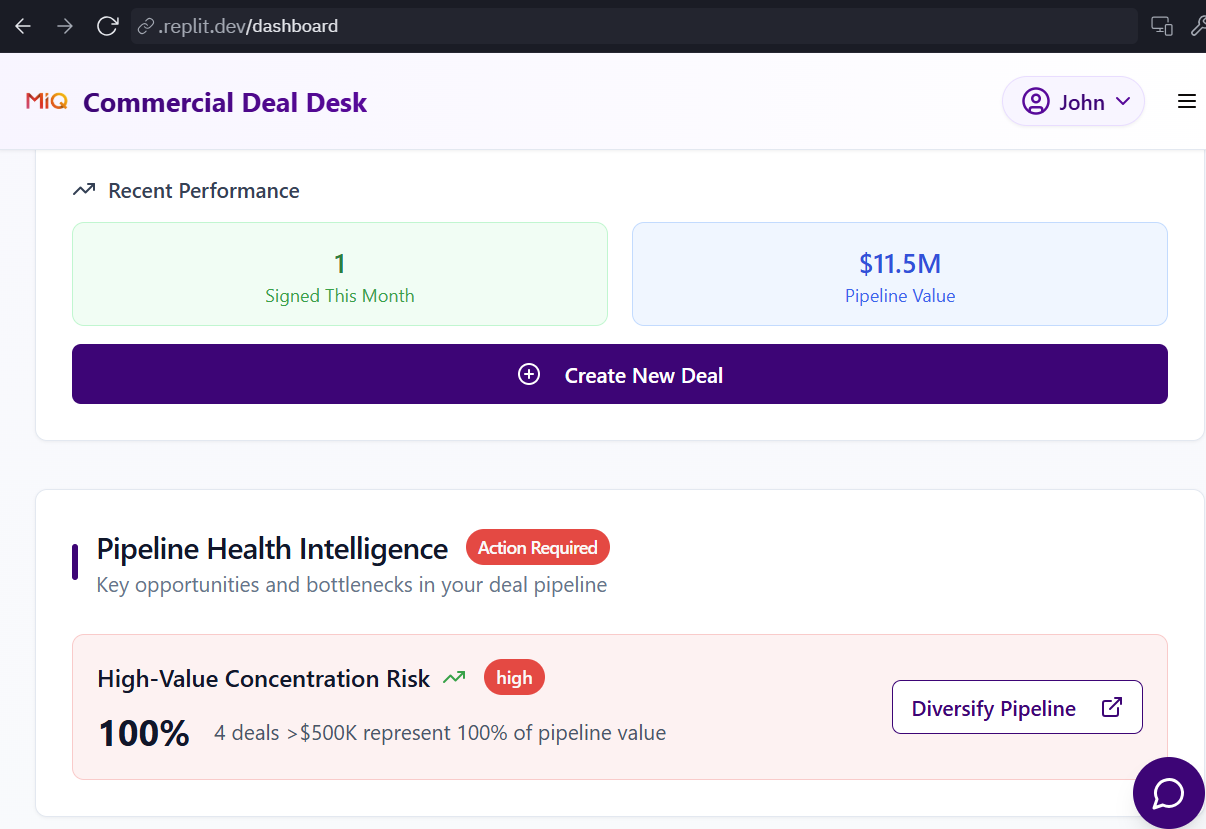 .replit.dev/dashboard
MiQ Commercial Deal Desk
John
Recent Performance
1
Signed This Month
$11.5M
Pipeline Value
Create New Deal
Pipeline Health Intelligence
Action Required
Key opportunities and bottlenecks in your deal pipeline
High-Value Concentration Risk
high
100%
4 deals >$500K represent 100% of pipeline value
Diversify Pipeline